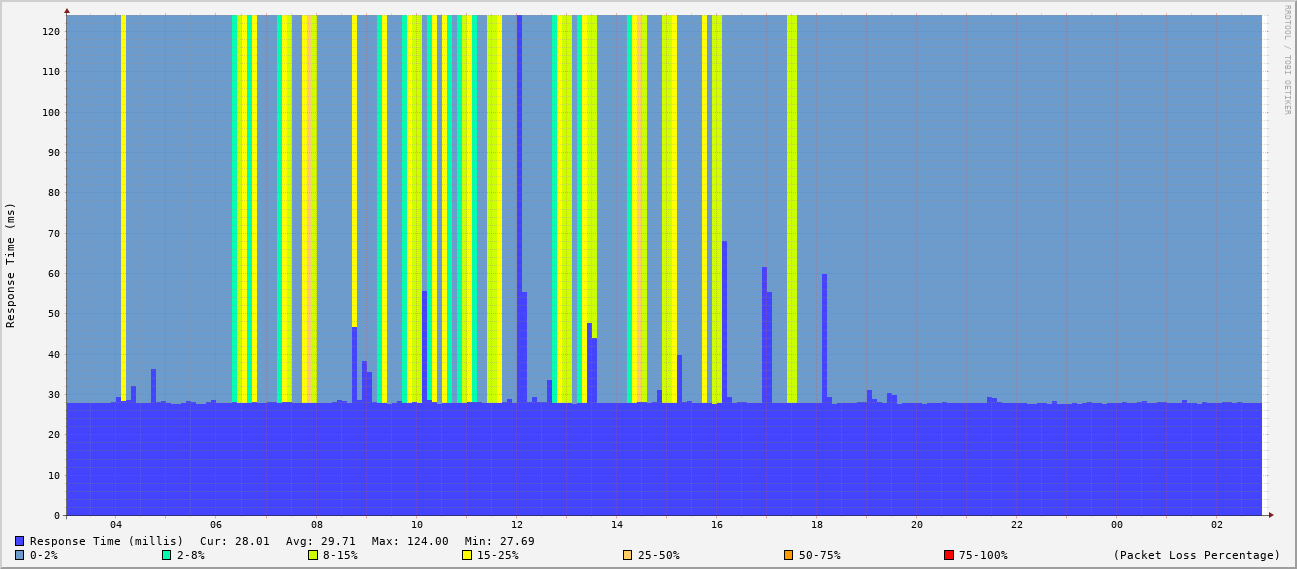 RRDTOOL / TOBI OETIKER
Response Time (ms)
120
110
100
90
80
70
60
50
40
30
20
10
0
04 06 08 10 12 14 16 18 20 22 00 02
Response Time (millis) Cur: 28.01 Avg: 29.71 Max: 124.00 Min: 27.69
0-2% 2-8% 8-15% 15-25% 25-50% 50-75% 75-100% (Packet Loss Percentage)